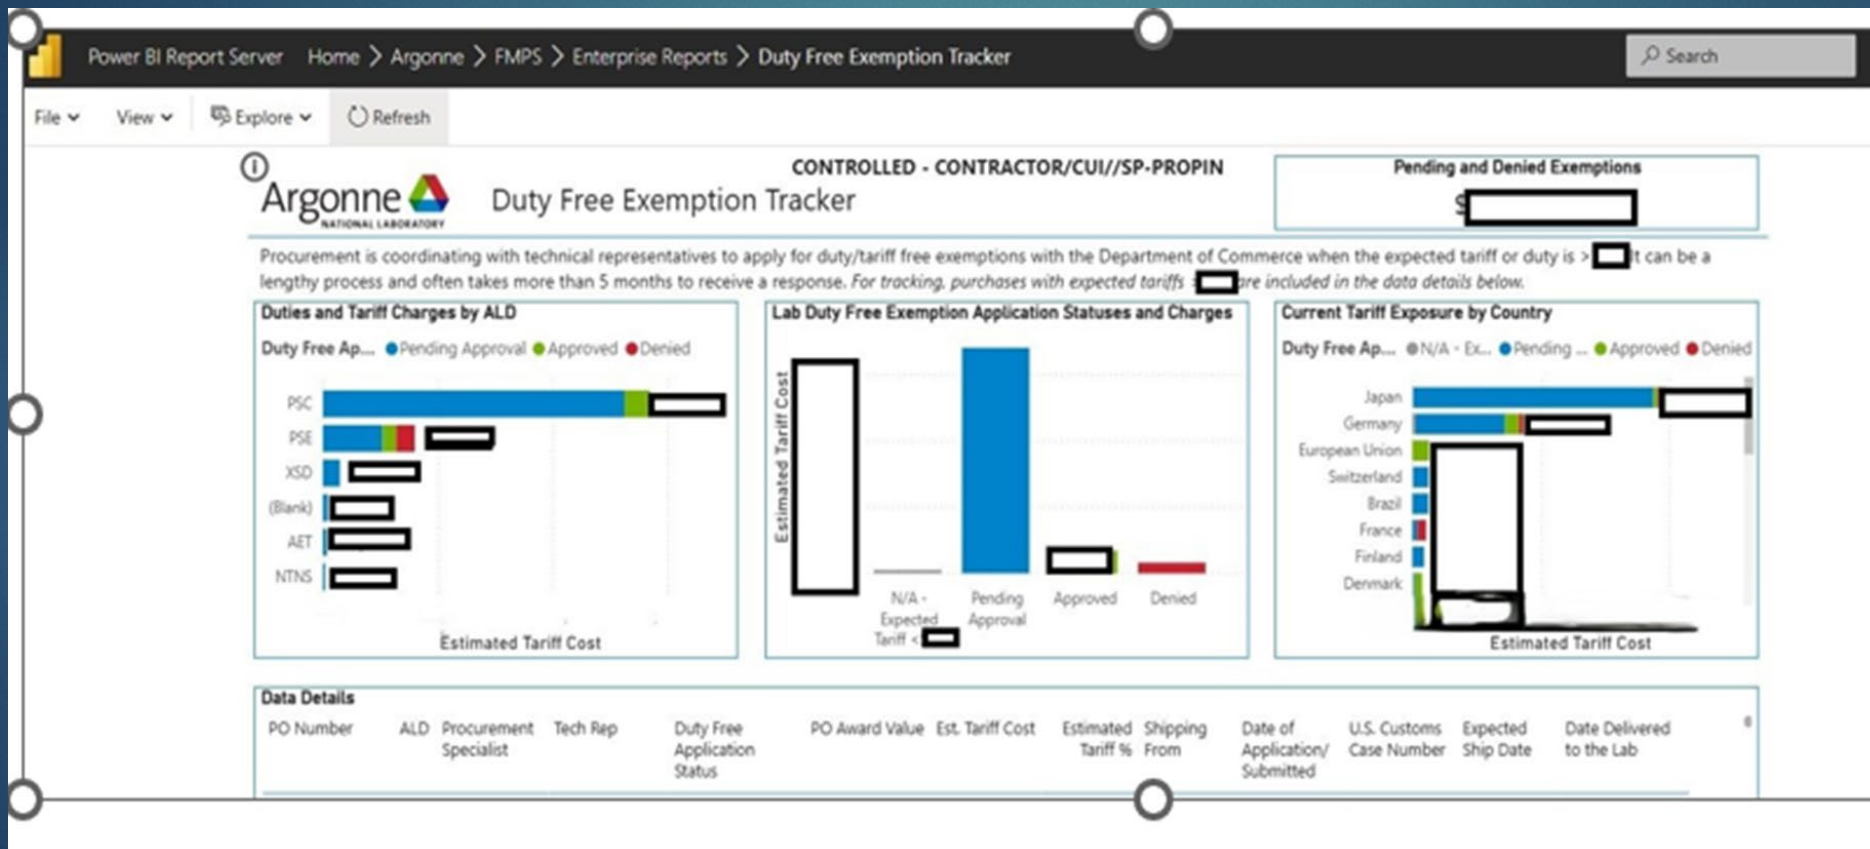 Power BI Report Server Home > Argonne > FMPS > Enterprise Reports > Duty Free Exemption Tracker
Search
File View Explore Refresh
CONTROLLED - CONTRACTOR/CUI//SP-PROPIN
Argonne
NATIONAL LABORATORY
Duty Free Exemption Tracker
Pending and Denied Exemptions
$
Procurement is coordinating with technical representatives to apply for duty/tariff free exemptions with the Department of Commerce when the expected tariff or duty is > It can be a
lengthy process and often takes more than 5 months to receive a response. For tracking, purchases with expected tariffs are included in the data details below.
Duties and Tariff Charges by ALD
Duty Free Ap... Pending Approval Approved Denied
PSC
PSE
XSD
(Blank)
AET
NTNS
Estimated Tariff Cost
Lab Duty Free Exemption Application Statuses and Charges
Estimated Tariff Cost
N/A -
Expected
Tariff <
Pending
Approval
Approved
Denied
Current Tariff Exposure by Country
Duty Free Ap... N/A - Ex... Pending ... Approved Denied
Japan
Germany
European Union
Switzerland
Brazil
France
Finland
Denmark
Estimated Tariff Cost
Data Details
PO Number
ALD
Procurement
Specialist
Tech Rep
Duty Free
Application
Status
PO Award Value
Est. Tariff Cost
Estimated
Tariff %
Shipping
From
Date of
Application/
Submitted
U.S. Customs
Case Number
Expected
Ship Date
Date Delivered
to the Lab